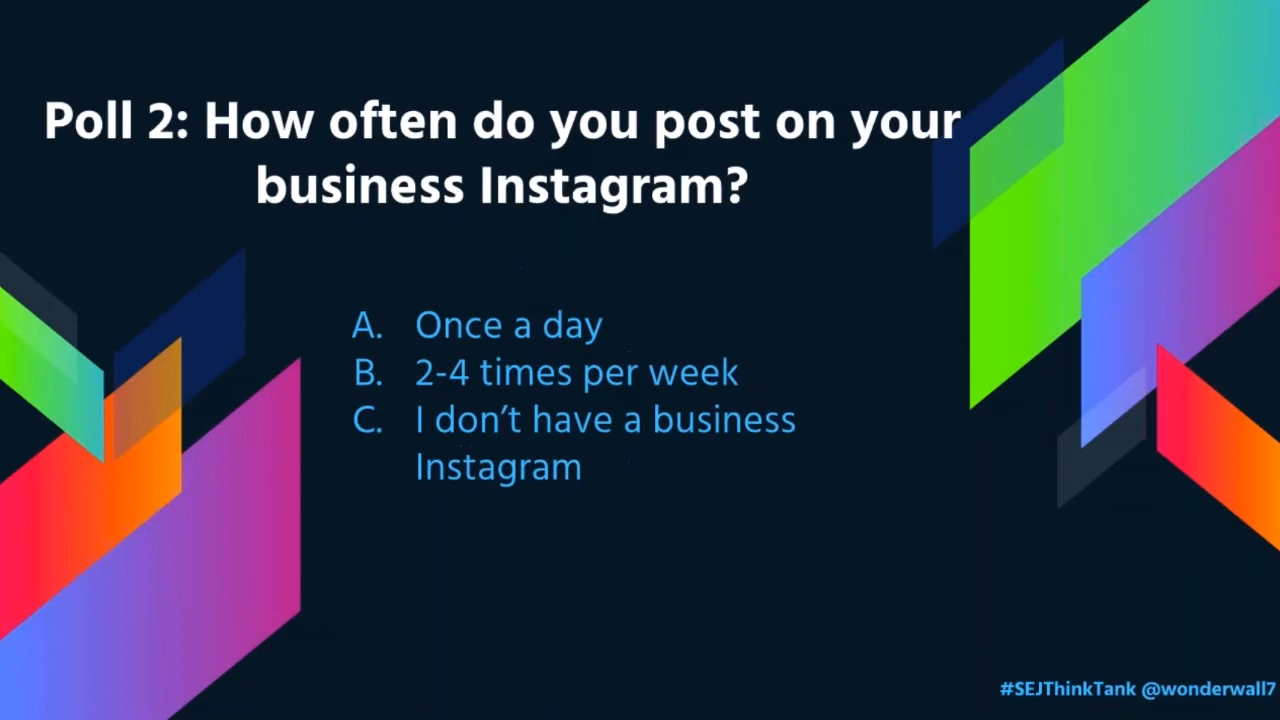 Poll 2: How often do you post on your
business Instagram?
A. Once a day
B. 2-4 times per week
C. I don’t have a business
Instagram
#SEJThinkTank @wonderwall7